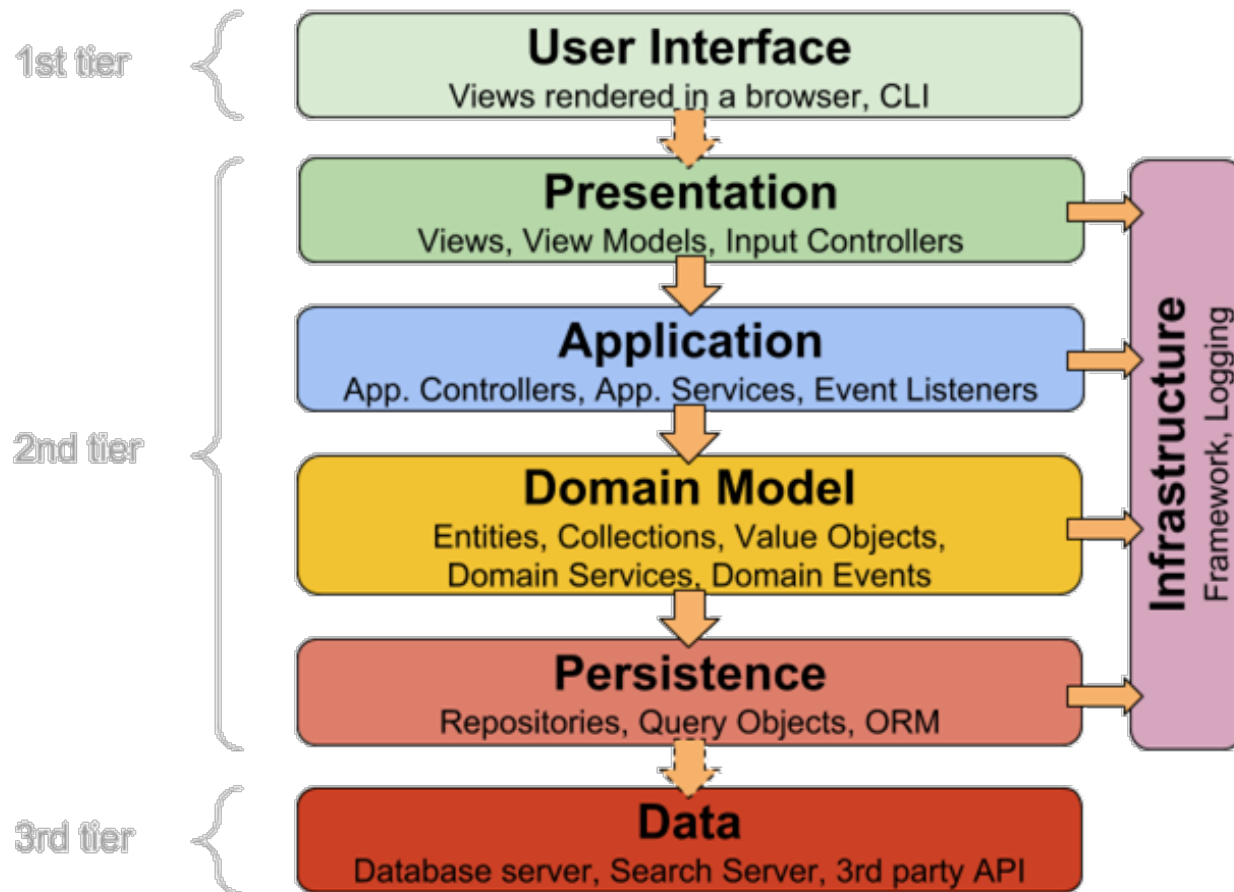 1st tier
User Interface
Views rendered in a browser, CLI
2nd tier
Presentation
Views, View Models, Input Controllers
Application
App. Controllers, App. Services, Event Listeners
Domain Model
Entities, Collections, Value Objects,
Domain Services, Domain Events
Persistence
Repositories, Query Objects, ORM
Infrastructure
Framework, Logging
3rd tier
Data
Database server, Search Server, 3rd party API